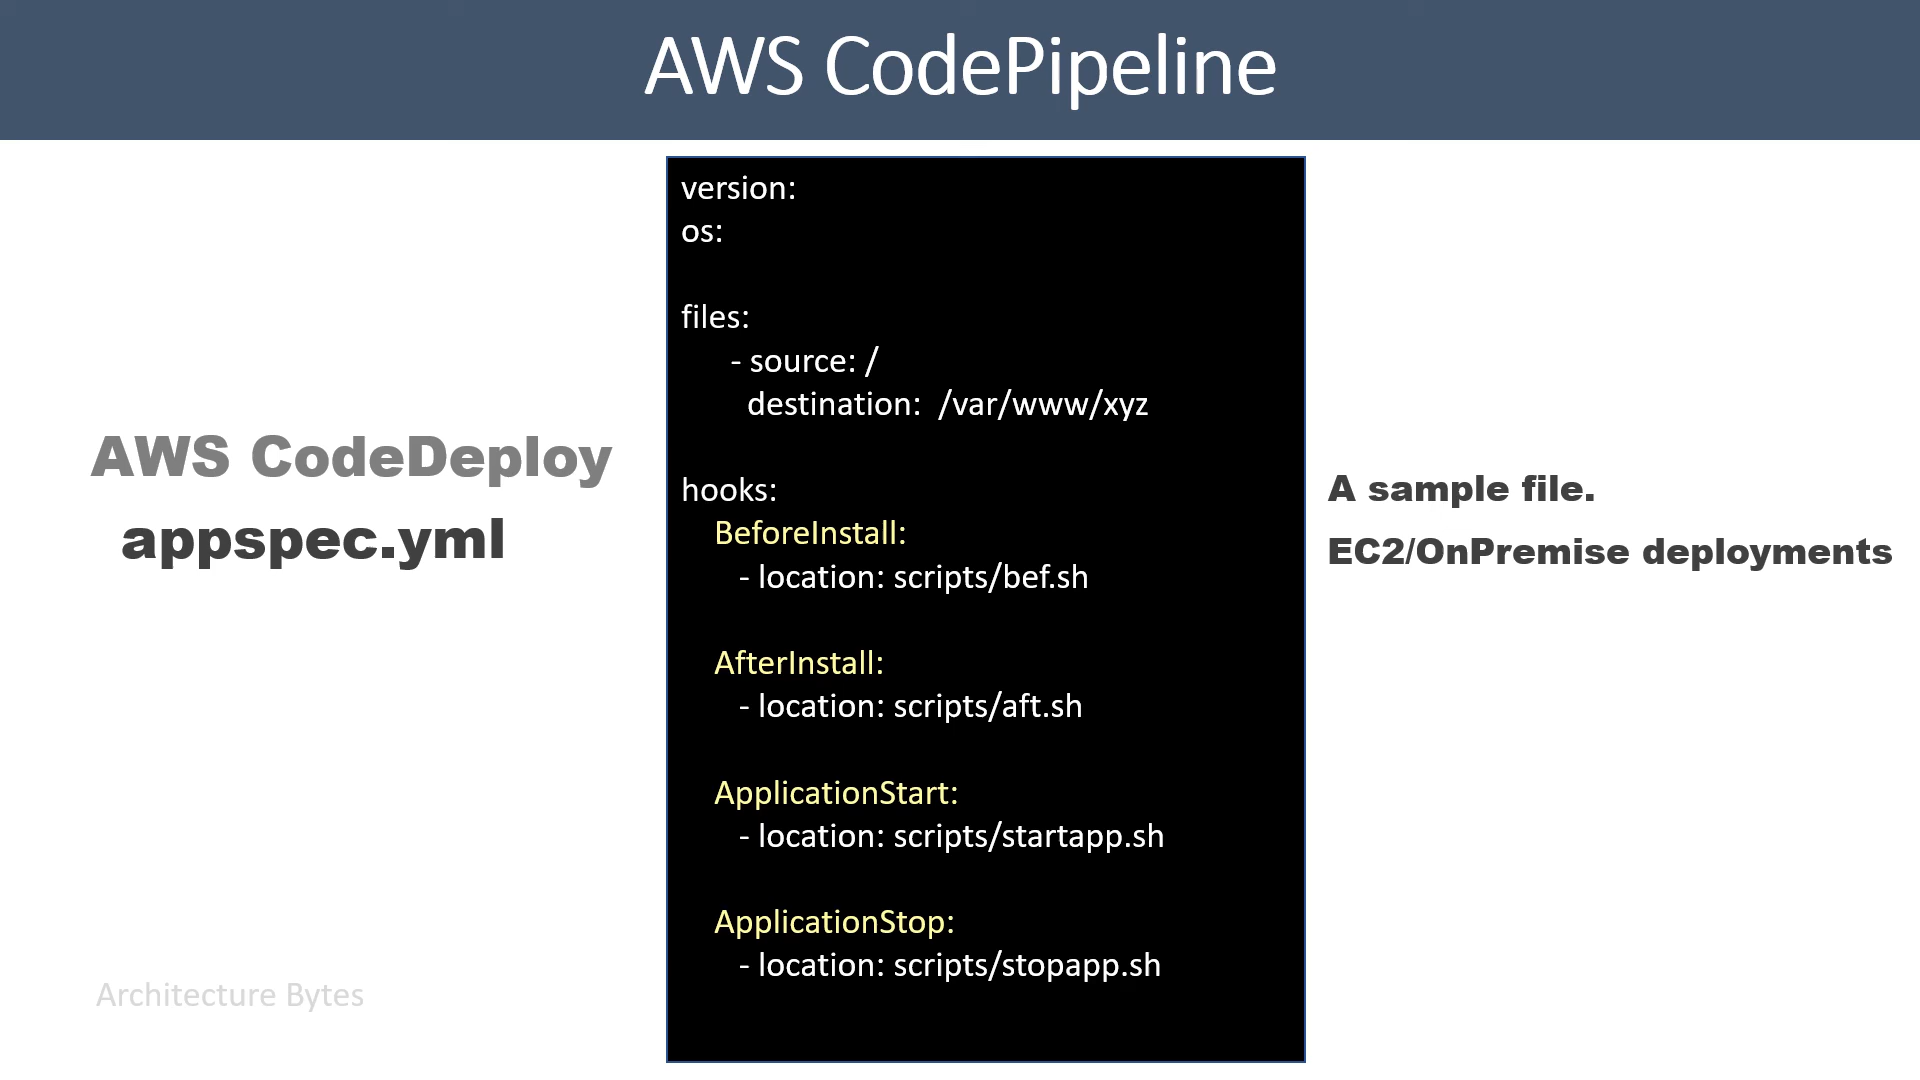 AWS CodePipeline
AWS CodeDeploy
appspec.yml
version:
os:
files:
- source: /
destination: /var/www/xyz
hooks:
BeforeInstall:
- location: scripts/bef.sh
AfterInstall:
- location: scripts/aft.sh
ApplicationStart:
- location: scripts/startapp.sh
ApplicationStop:
- location: scripts/stopapp.sh
A sample file.
EC2/OnPremise deployments
Architecture Bytes